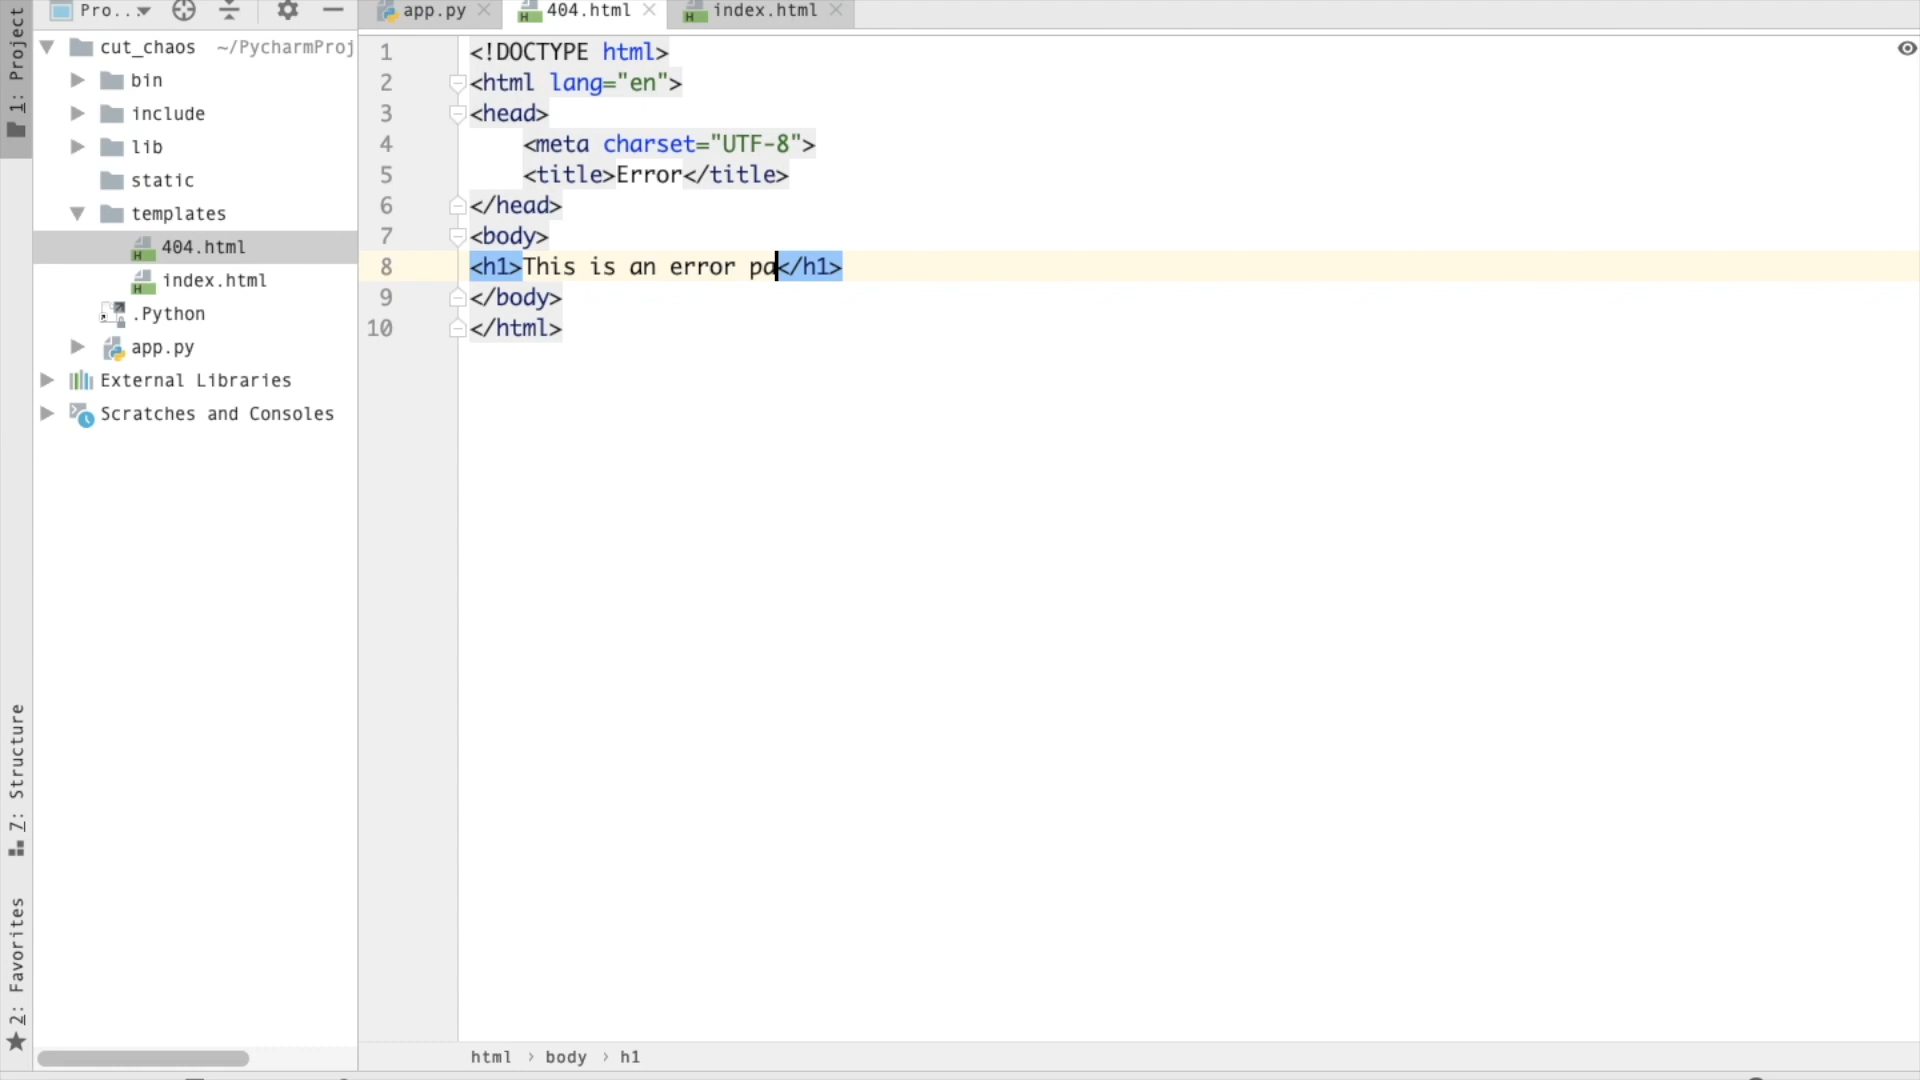 Pro..
app.py
404.html
index.html
1: Project
cut_chaos ~/PycharmProj
bin
include
lib
static
templates
404.html
index.html
.Python
app.py
External Libraries
Scratches and Consoles
7: Structure
2: Favorites
1 <!DOCTYPE html>
2 <html lang="en">
3 <head>
4 <meta charset="UTF-8">
5 <title>Error</title>
6 </head>
7 <body>
8 <h1>This is an error pa</h1>
9 </body>
10 </html>
html › body › h1